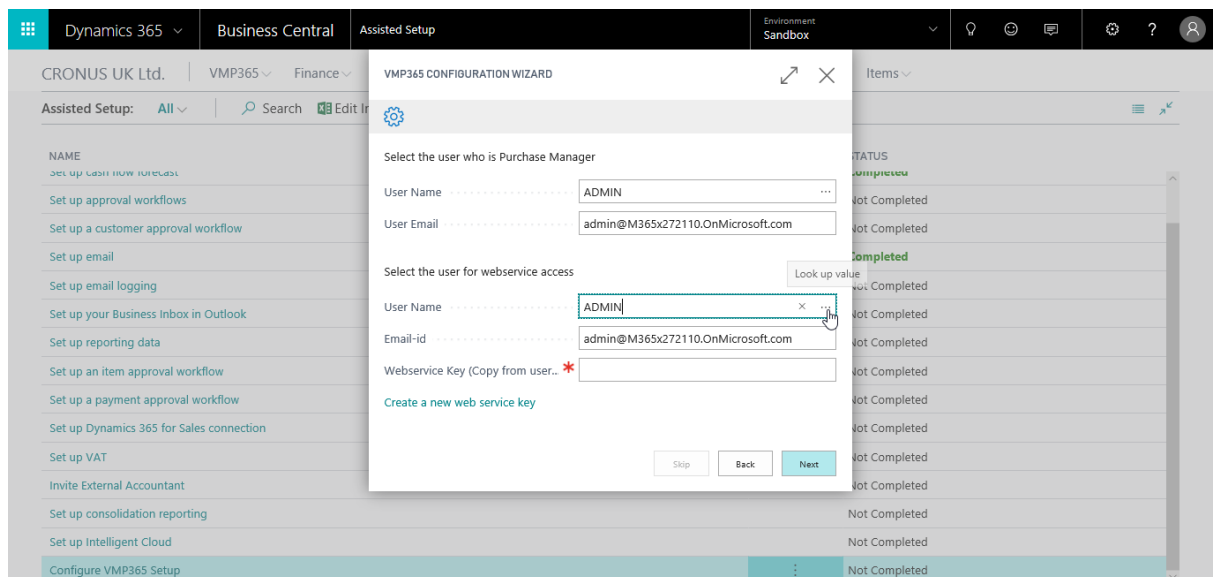 Dynamics 365 Business Central Assisted Setup Environment Sandbox ?
CRONUS UK Ltd. VMP365 Finance Items
Assisted Setup: All Search Edit In
VMP365 CONFIGURATION WIZARD
Select the user who is Purchase Manager
User Name ADMIN ...
User Email admin@M365x272110.OnMicrosoft.com
Select the user for webservice access
Look up value
User Name ADMIN × ...
Email-id admin@M365x272110.OnMicrosoft.com
Webservice Key (Copy from user.. *
Create a new web service key
Skip Back Next
NAME STATUS
Set up cash flow forecast Completed
Set up approval workflows Not Completed
Set up a customer approval workflow Not Completed
Set up email Completed
Set up email logging Not Completed
Set up your Business Inbox in Outlook Not Completed
Set up reporting data Not Completed
Set up an item approval workflow Not Completed
Set up a payment approval workflow Not Completed
Set up Dynamics 365 for Sales connection Not Completed
Set up VAT Not Completed
Invite External Accountant Not Completed
Set up consolidation reporting Not Completed
Set up Intelligent Cloud Not Completed
Configure VMP365 Setup Not Completed